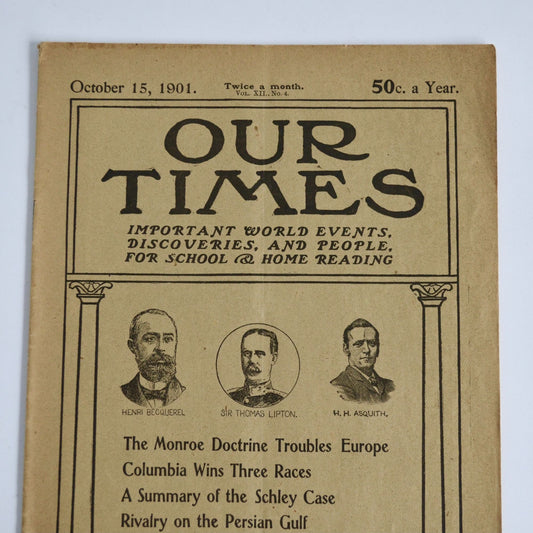 October 15, 1901.
Twice a month.
VOL. XII., No. 4.
50c. a Year.
OUR
TIMES
IMPORTANT WORLD EVENTS,
DISCOVERIES, AND PEOPLE,
FOR SCHOOL & HOME READING
HENRI BECQUEREL
SIR THOMAS LIPTON.
H. H. ASQUITH.
The Monroe Doctrine Troubles Europe
Columbia Wins Three Races
A Summary of the Schley Case
Rivalry on the Persian Gulf